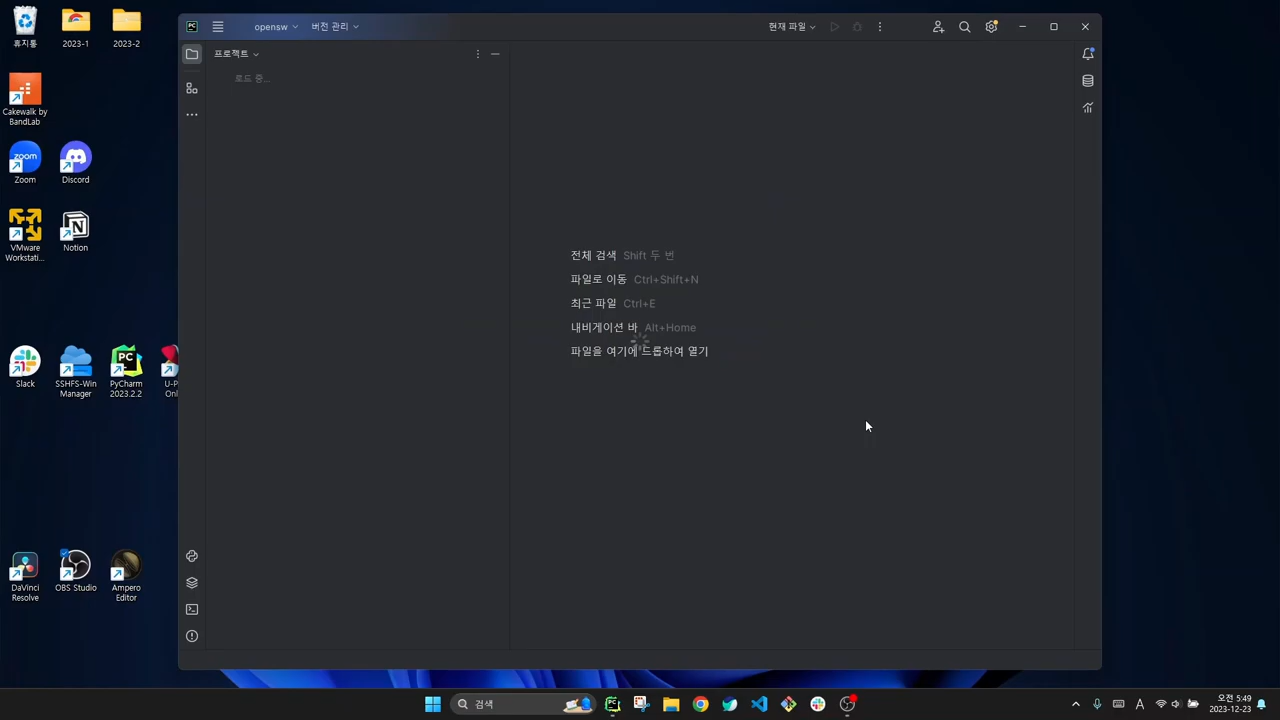 휴지통
2023-1
2023-2
Cakewalk by
BandLab
Zoom
Discord
VMware
Workstati...
Notion
Slack
SSHFS-Win
Manager
PyCharm
2023.2.2
U-P
Onl
DaVinci
Resolve
OBS Studio
Ampero
Editor
PC
opensw
버전 관리
현재 파일
프로젝트
로드 중...
전체 검색 Shift 두 번
파일로 이동 Ctrl+Shift+N
최근 파일 Ctrl+E
내비게이션 바 Alt+Home
파일을 여기에 드롭하여 열기
검색
A
오전 5:49
2023-12-23